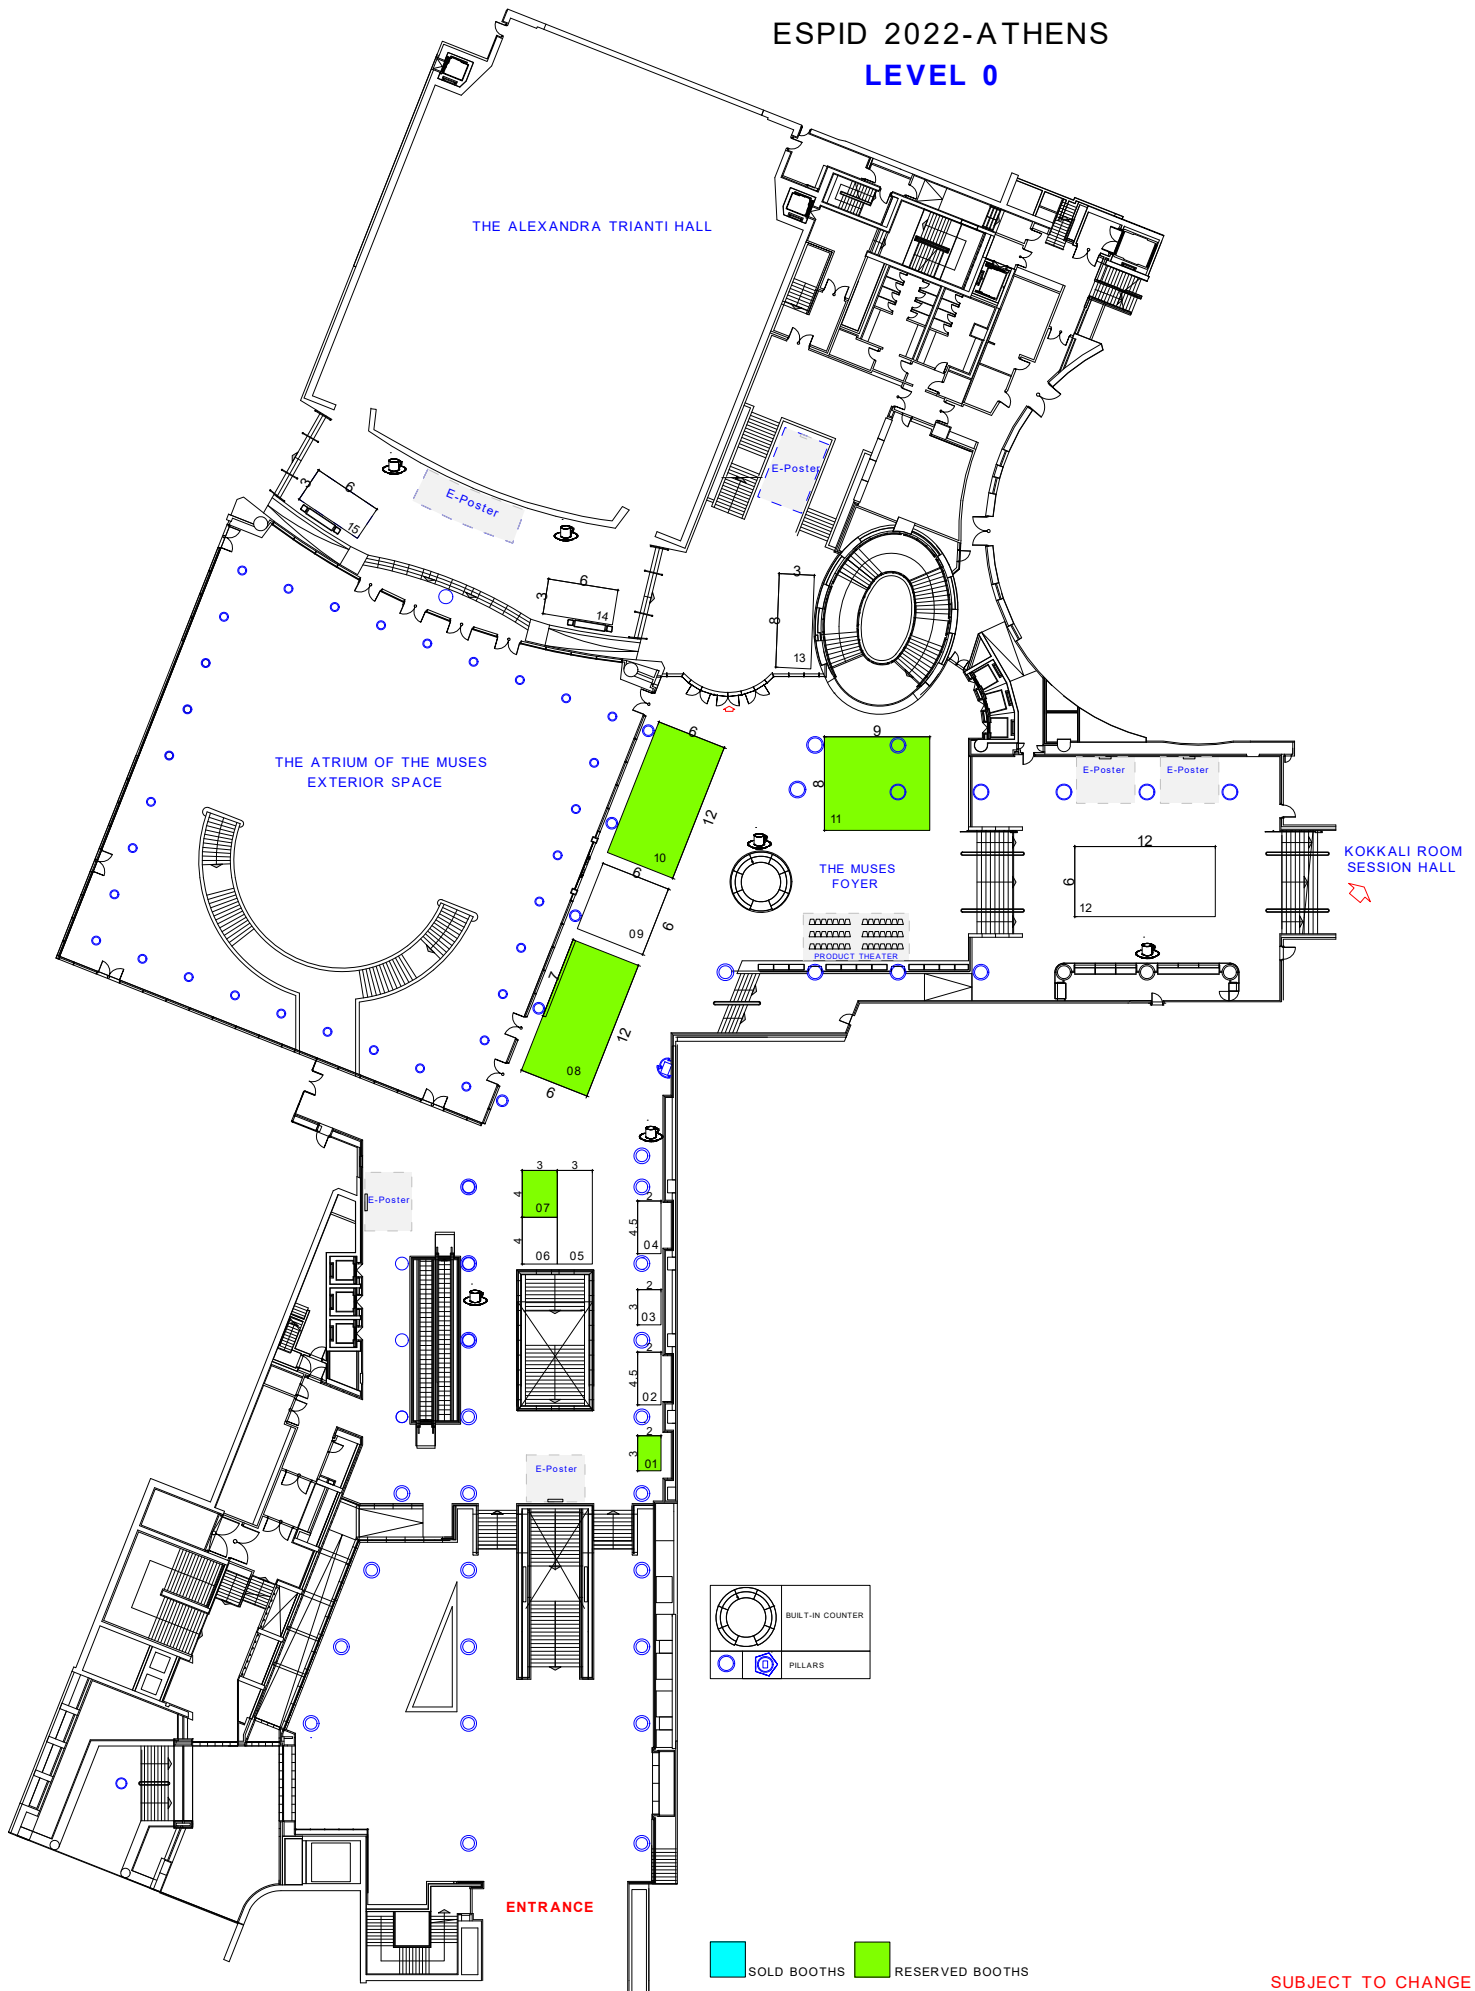 ESPID 2022-ATHENS
LEVEL 0
THE ALEXANDRA TRIANTI HALL
E-Poster
E-Poster
3
6
15
6
3
14
3
8
13
THE ATRIUM OF THE MUSES
EXTERIOR SPACE
6
12
10
9
8
11
E-Poster
E-Poster
THE MUSES
FOYER
12
6
12
KOKKALI ROOM
SESSION HALL
6
6
09
PRODUCT THEATER
7
12
08
6
E-Poster
3
3
4
07
4
06
05
2
4.5
04
2
3
03
2
4.5
02
2
3
01
E-Poster
BUILT-IN COUNTER
PILLARS
ENTRANCE
SOLD BOOTHS
RESERVED BOOTHS
SUBJECT TO CHANGE